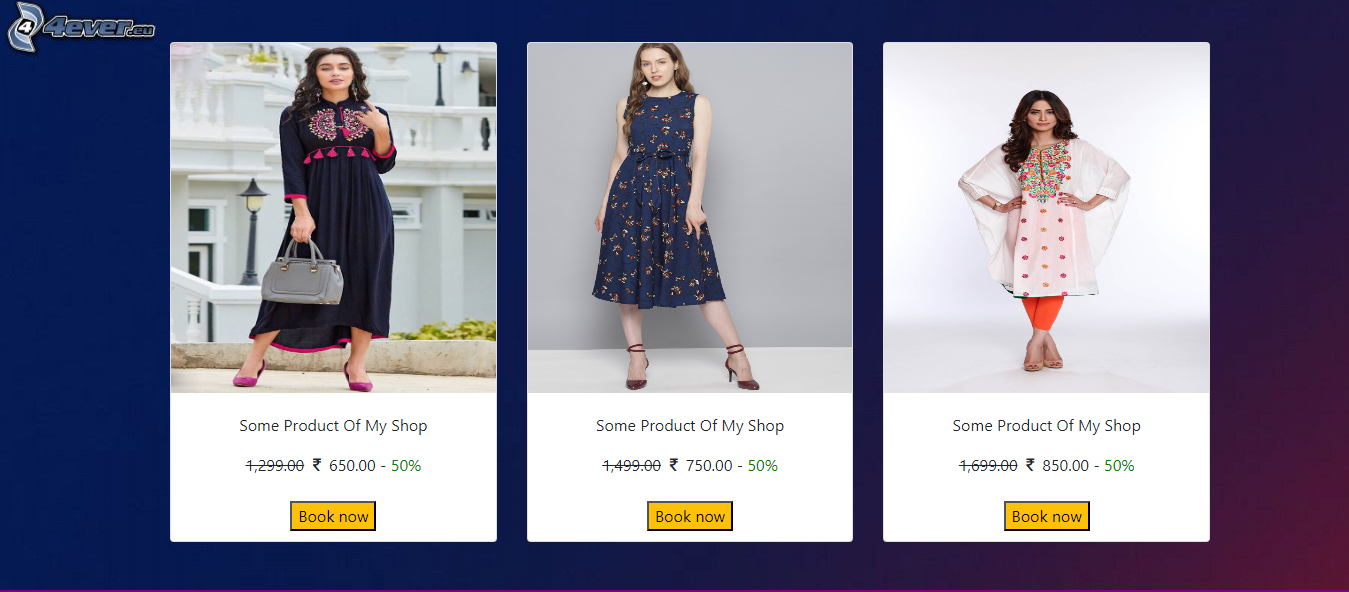 4 4ever.eu
Some Product Of My Shop
1,299.00 ₹ 650.00 - 50%
Book now
Some Product Of My Shop
1,499.00 ₹ 750.00 - 50%
Book now
Some Product Of My Shop
1,699.00 ₹ 850.00 - 50%
Book now